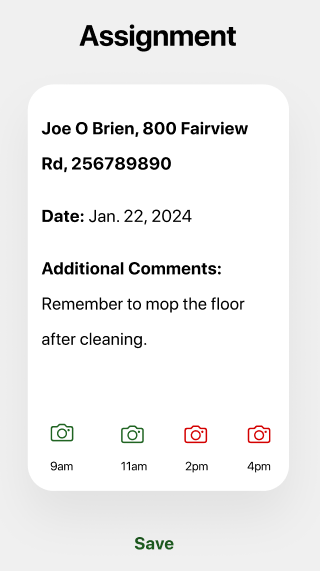 Assignment
Joe O Brien, 800 Fairview
Rd, 256789890
Date: Jan. 22, 2024
Additional Comments:
Remember to mop the floor
after cleaning.
9am 11am 2pm 4pm
Save